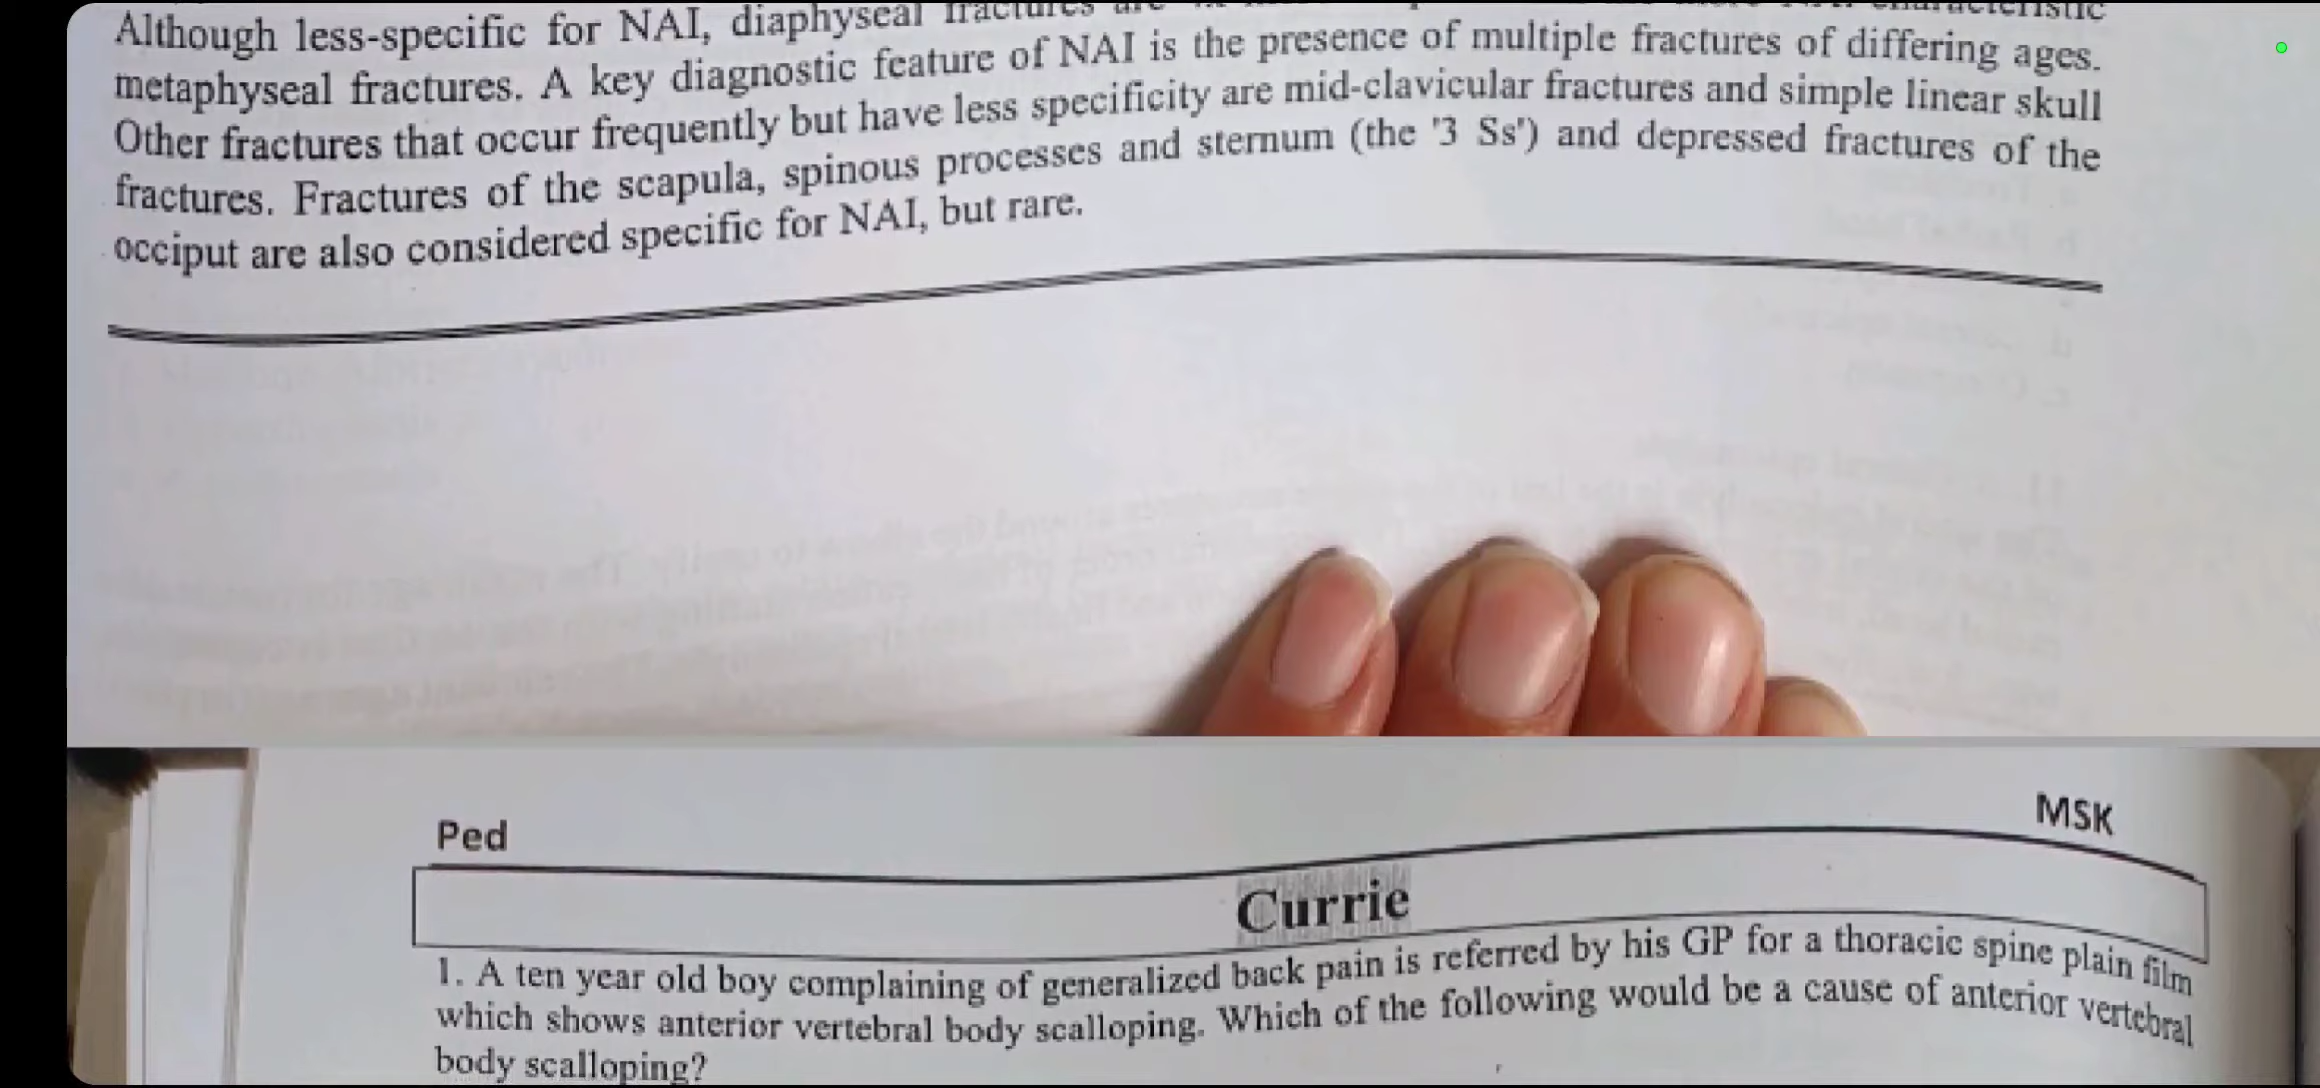 Although less-specific for NAI, diaphyseal fractures are characteristic
metaphyseal fractures. A key diagnostic feature of NAI is the presence of multiple fractures of differing ages.
Other fractures that occur frequently but have less specificity are mid-clavicular fractures and simple linear skull
fractures. Fractures of the scapula, spinous processes and sternum (the '3 Ss') and depressed fractures of the
occiput are also considered specific for NAI, but rare.
Ped
MSK
Currie
1. A ten year old boy complaining of generalized back pain is referred by his GP for a thoracic spine plain film
which shows anterior vertebral body scalloping. Which of the following would be a cause of anterior vertebral
body scalloping?